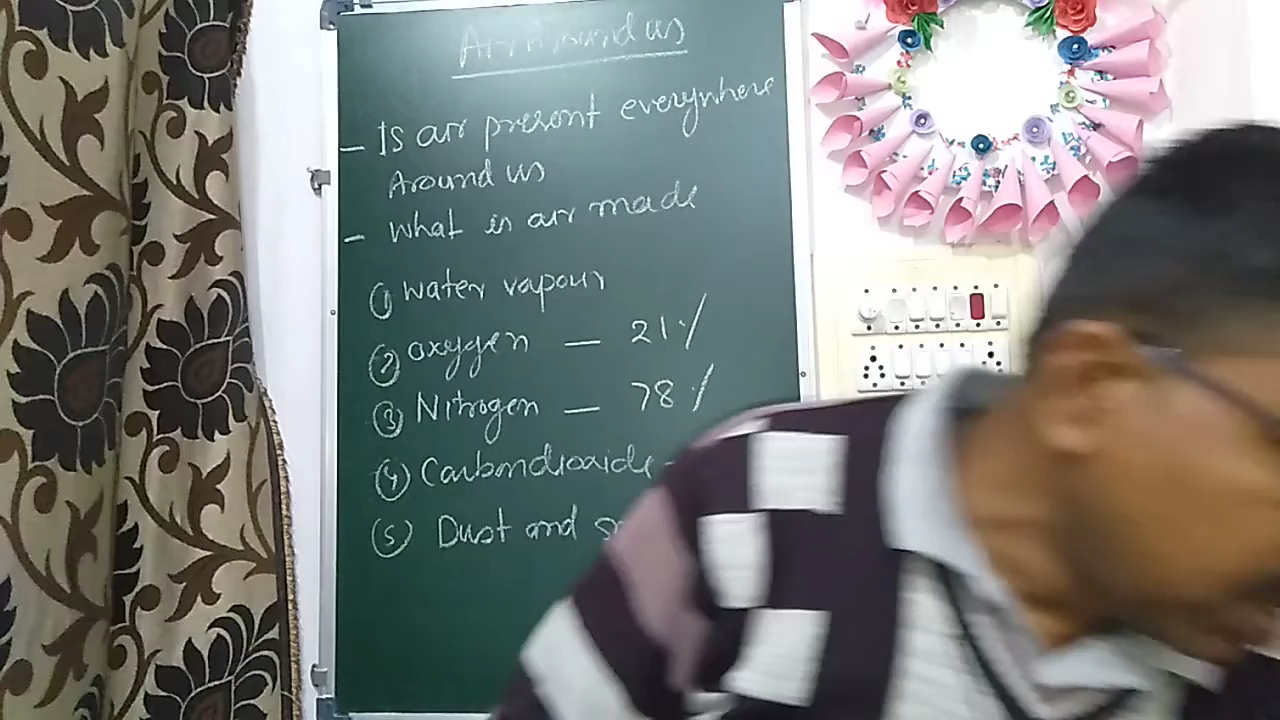 Air Around us
- Is air present everywhere
Around us
- What is air made
① water vapour
② oxygen — 21%
③ Nitrogen — 78%
④ Carbondioxide -
⑤ Dust and